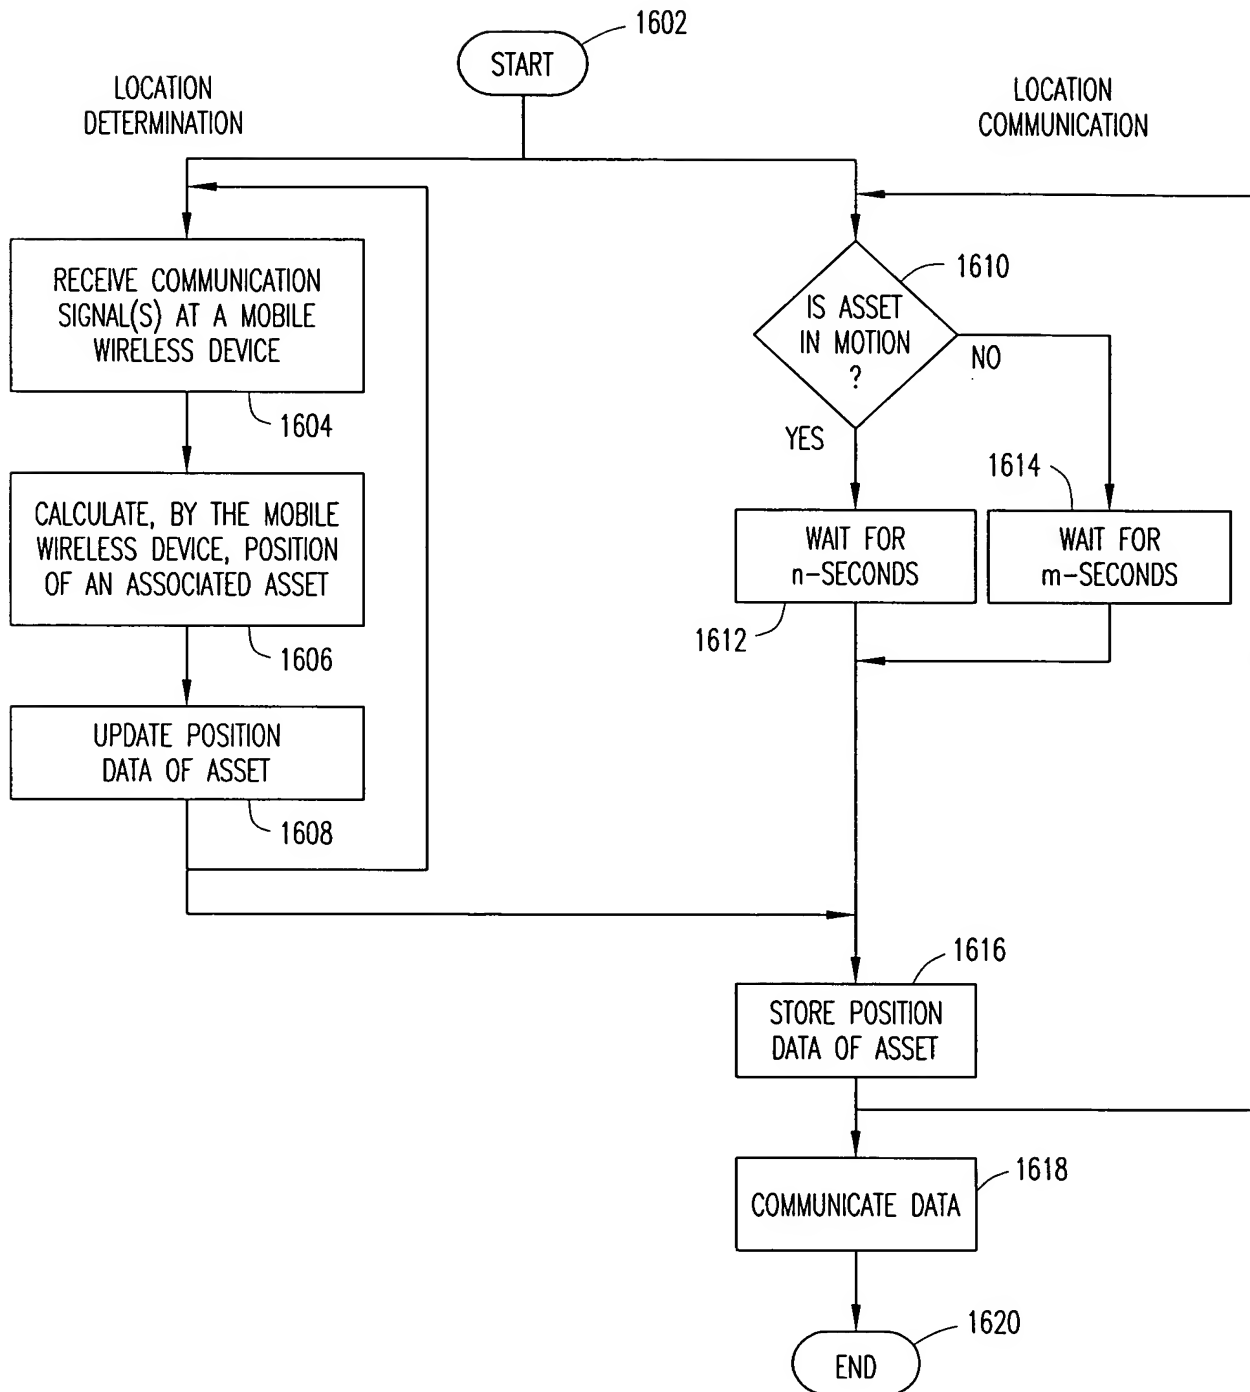 1602
START
LOCATION
DETERMINATION
LOCATION
COMMUNICATION
RECEIVE COMMUNICATION
SIGNAL(S) AT A MOBILE
WIRELESS DEVICE
1604
CALCULATE, BY THE MOBILE
WIRELESS DEVICE, POSITION
OF AN ASSOCIATED ASSET
1606
UPDATE POSITION
DATA OF ASSET
1608
1610
IS ASSET
IN MOTION
?
NO
YES
1614
WAIT FOR
n-SECONDS
WAIT FOR
m-SECONDS
1612
1616
STORE POSITION
DATA OF ASSET
1618
COMMUNICATE DATA
1620
END